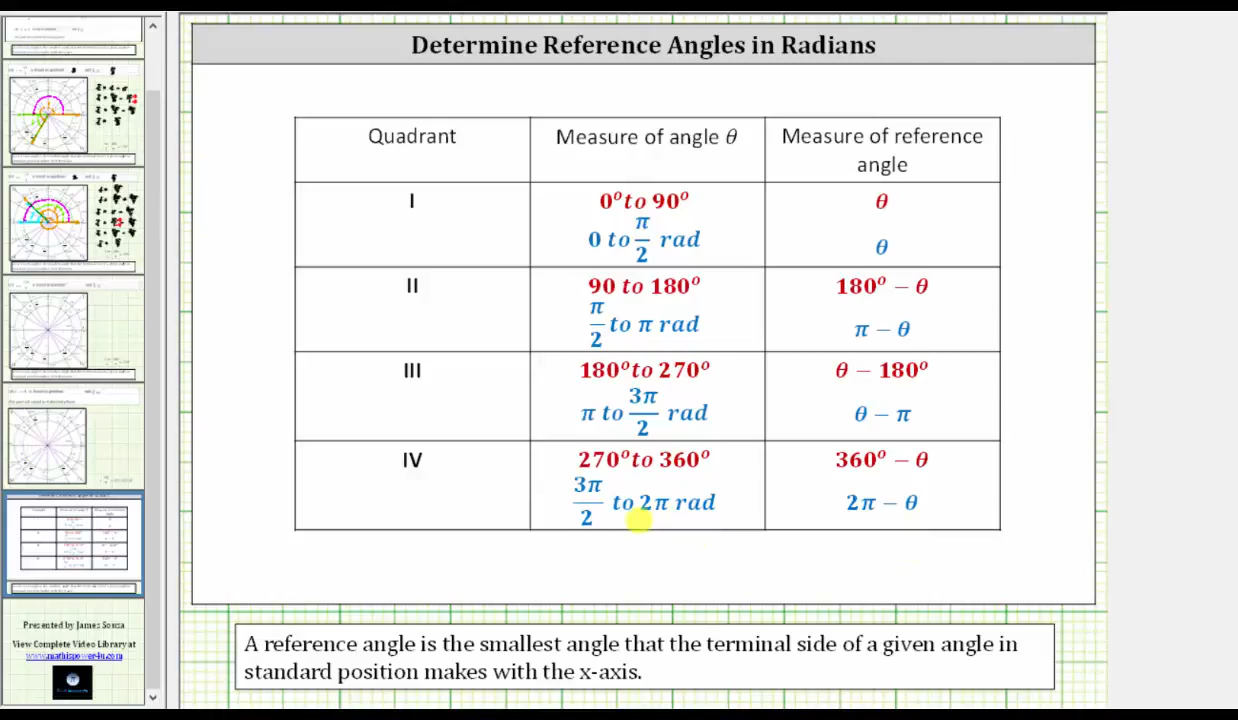 Determine Reference Angles in Radians
Quadrant
Measure of angle θ
Measure of reference
angle
I
0° to 90°
0 to π/2 rad
θ
θ
II
90 to 180°
π/2 to π rad
180° − θ
π − θ
III
180° to 270°
π to 3π/2 rad
θ − 180°
θ − π
IV
270° to 360°
3π/2 to 2π rad
360° − θ
2π − θ
A reference angle is the smallest angle that the terminal side of a given angle in
standard position makes with the x-axis.
Presented by James Sousa
View Complete Video Library at
www.mathispower4u.com